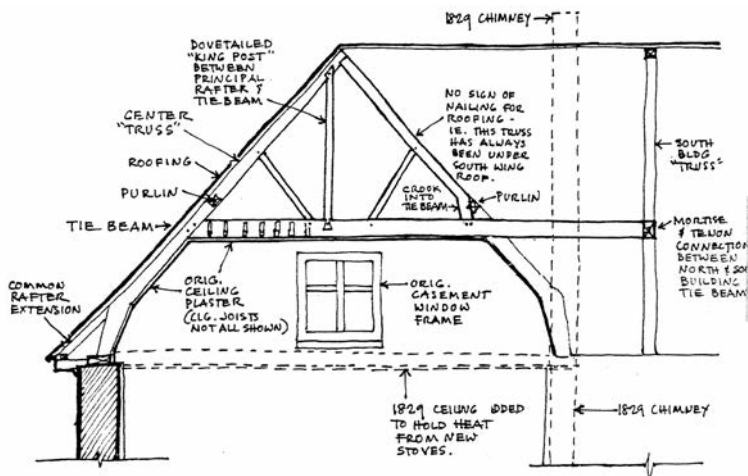 1829 CHIMNEY
DOVETAILED
"KING POST"
BETWEEN
PRINCIPAL
RAFTER &
TIE BEAM
CENTER
"TRUSS"
ROOFING
PURLIN
TIE BEAM
NO SIGN OF
NAILING FOR
ROOFING -
IE. THIS TRUSS
HAS ALWAYS
BEEN UNDER
SOUTH WING
ROOF.
CROOK
INTO
TIE BEAM
PURLIN
SOUTH
BLDG
"TRUSS"
MORTISE
& TENON
CONNECTION
BETWEEN
NORTH & SOU
BUILDING
TIE BEAM
COMMON
RAFTER
EXTENSION
ORIG.
CEILING
PLASTER
(CLG. JOISTS
NOT ALL SHOWN)
ORIG.
CASEMENT
WINDOW
FRAME
1829 CEILING ADDED
TO HOLD HEAT
FROM NEW
STOVES.
1829 CHIMNEY